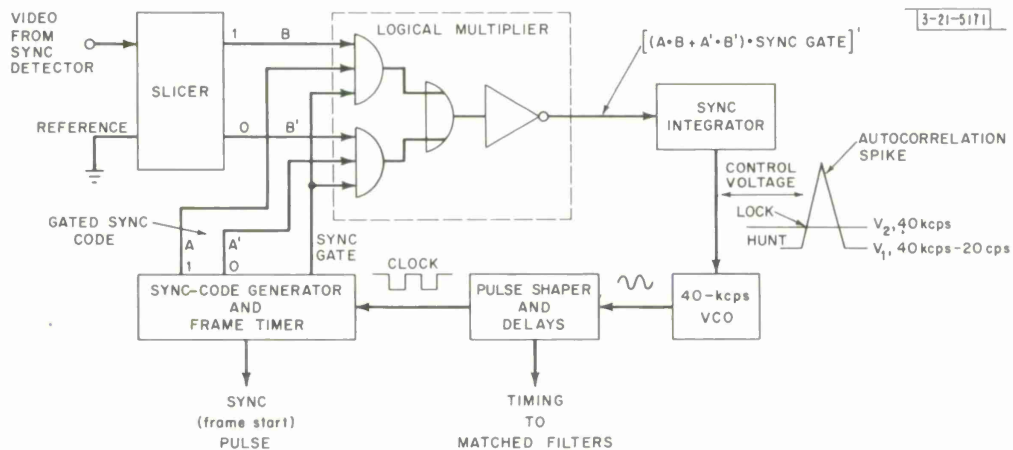 3-21-5171
VIDEO
FROM
SYNC
DETECTOR
REFERENCE
SLICER
1 B
0 B'
LOGICAL MULTIPLIER
[(A•B + A'•B')•SYNC GATE]'
SYNC
INTEGRATOR
AUTOCORRELATION
SPIKE
CONTROL
VOLTAGE
LOCK
HUNT
V2, 40 kcps
V1, 40 kcps-20 cps
GATED SYNC
CODE
A
1
A'
0
SYNC
GATE
CLOCK
SYNC-CODE GENERATOR
AND
FRAME TIMER
PULSE SHAPER
AND
DELAYS
40-kcps
VCO
SYNC
(frame start)
PULSE
TIMING
TO
MATCHED FILTERS